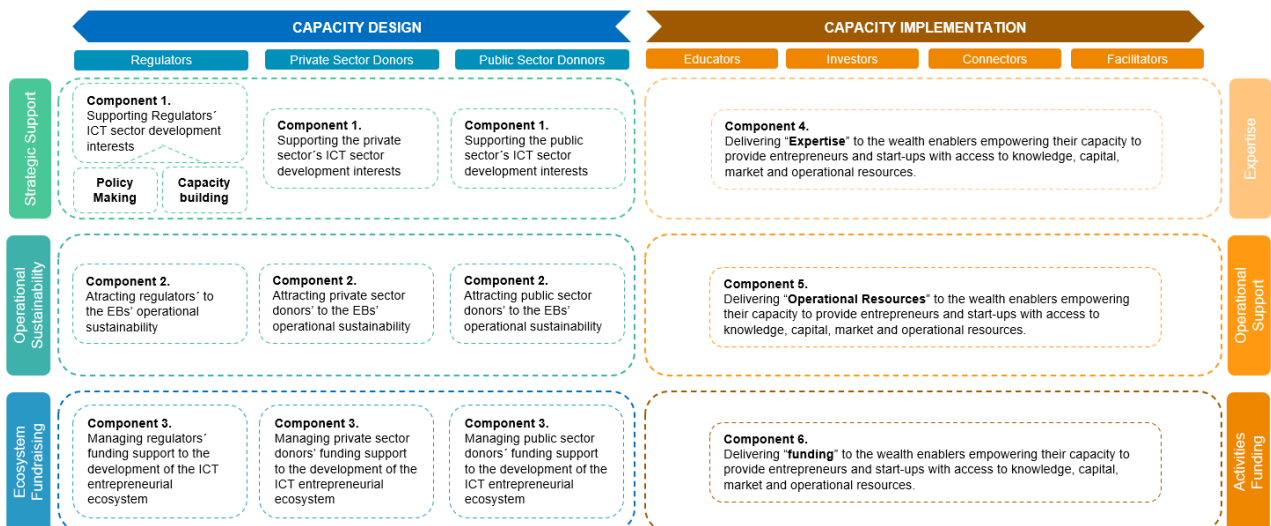 CAPACITY DESIGN
CAPACITY IMPLEMENTATION
Regulators
Private Sector Donors
Public Sector Donnors
Educators
Investors
Connectors
Facilitators
Strategic Support
Component 1.
Supporting Regulators´
ICT sector development
interests
Policy
Making
Capacity
building
Component 1.
Supporting the private
sector´s ICT sector
development interests
Component 1.
Supporting the public
sector´s ICT sector
development interests
Component 4.
Delivering “Expertise” to the wealth enablers empowering their capacity to
provide entrepreneurs and start-ups with access to knowledge, capital,
market and operational resources.
Expertise
Operational
Sustainability
Component 2.
Atracting regulators´ to
the EBs’ operational
sustainability
Component 2.
Attracting private sector
donors’ to the EBs’
operational sustainability
Component 2.
Attracting public sector
donors’ to the EBs’
operational sustainability
Component 5.
Delivering “Operational Resources” to the wealth enablers empowering
their capacity to provide entrepreneurs and start-ups with access to
knowledge, capital, market and operational resources.
Operational
Support
Ecosystem
Fundraising
Component 3.
Managing regulators´
funding support to the
development of the ICT
entrepreneurial
ecosystem
Component 3.
Managing private sector
donors’ funding support
to the development of the
ICT entrepreneurial
ecosystem
Component 3.
Managing public sector
donors´ funding support
to the development of the
ICT entrepreneurial
ecosystem
Component 6.
Delivering “funding” to the wealth enablers empowering their capacity to
provide entrepreneurs and start-ups with access to knowledge, capital,
market and operational resources.
Activities
Funding